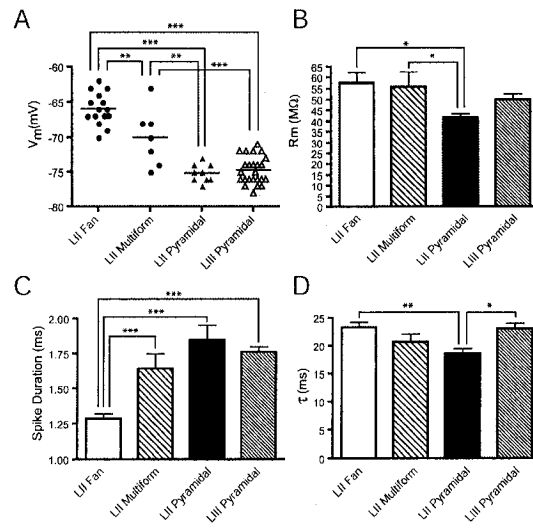 A
***
***
**
**
***
-60
-65
-70
-75
-80
Vm(mV)
LII Fan
LII Multiform
LII Pyramidal
LIII Pyramidal
B
*
*
65
60
55
50
45
40
35
30
25
20
15
10
5
0
Rm (MΩ)
LII Fan
LII Multiform
LII Pyramidal
LIII Pyramidal
C
***
***
***
2.00
1.75
1.50
1.25
1.00
Spike Duration (ms)
LII Fan
LII Multiform
LII Pyramidal
LIII Pyramidal
D
**
*
25
20
15
10
5
0
τ (ms)
LII Fan
LII Multiform
LII Pyramidal
LIII Pyramidal